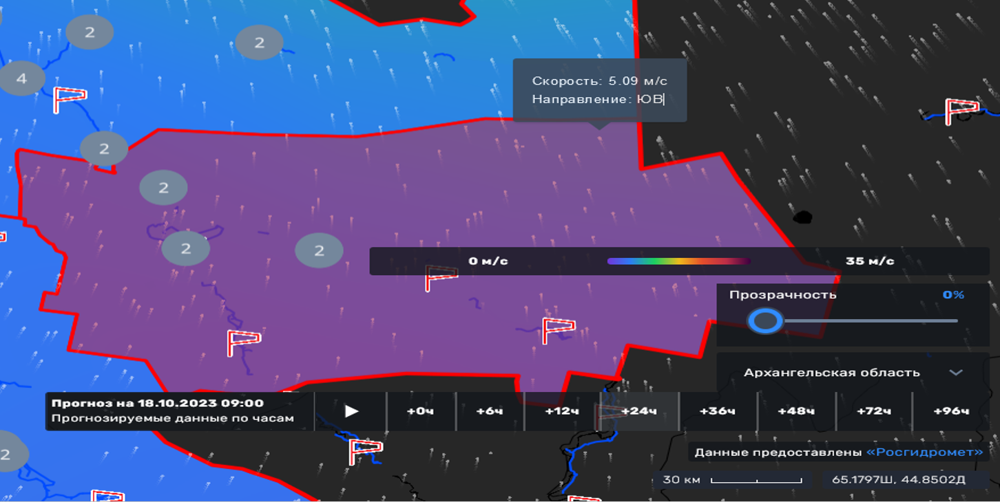 2
2
4
Скорость: 5.09 м/с
Направление: ЮВ
2
2
2
2
0 м/с
35 м/с
Прозрачность
0%
Архангельская область
Прогноз на 18.10.2023 09:00
Прогнозируемые данные по часам
+0ч
+6ч
+12ч
+24ч
+36ч
+48ч
+72ч
+96ч
2
Данные предоставлены «Росгидромет»
30 км
65.1797Ш, 44.8502Д